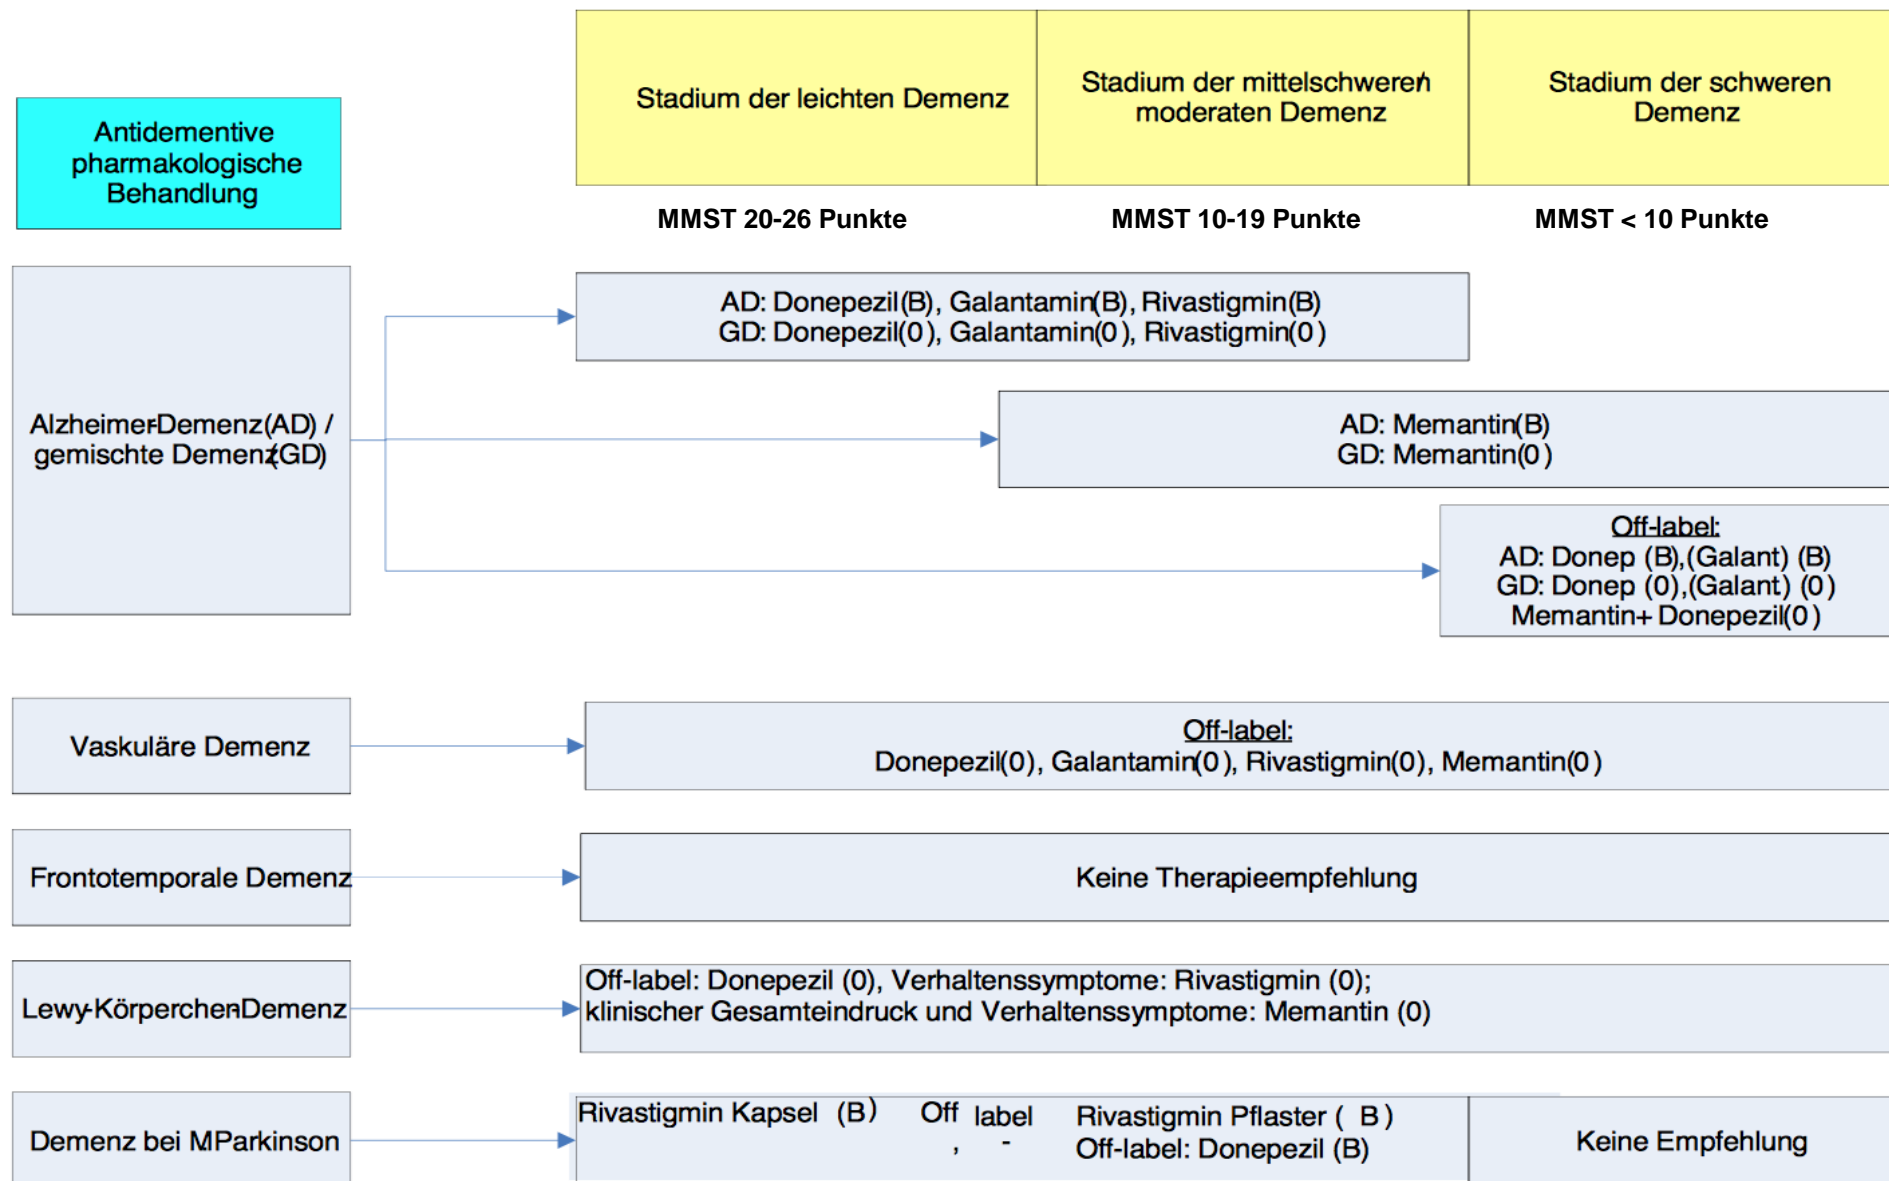 Antidementive
pharmakologische
Behandlung
Stadium der leichten Demenz
Stadium der mittelschweren/
moderaten Demenz
Stadium der schweren
Demenz
MMST 20-26 Punkte
MMST 10-19 Punkte
MMST < 10 Punkte
Alzheimer-Demenz (AD) /
gemischte Demenz (GD)
AD: Donepezil (B), Galantamin (B), Rivastigmin (B)
GD: Donepezil (0), Galantamin (0), Rivastigmin (0)
AD: Memantin (B)
GD: Memantin (0)
Off-label:
AD: Donep. (B), (Galant.) (B)
GD: Donep. (0), (Galant.) (0)
Memantin + Donepezil (0)
Vaskuläre Demenz
Off-label:
Donepezil (0), Galantamin (0), Rivastigmin (0), Memantin (0)
Frontotemporale Demenz
Keine Therapieempfehlung
Lewy-Körperchen-Demenz
Off-label: Donepezil (0), Verhaltenssymptome: Rivastigmin (0);
klinischer Gesamteindruck und Verhaltenssymptome: Memantin (0)
Demenz bei M.Parkinson
Rivastigmin Kapsel (B), Off-label Rivastigmin Pflaster (B)
Off-label: Donepezil (B)
Keine Empfehlung